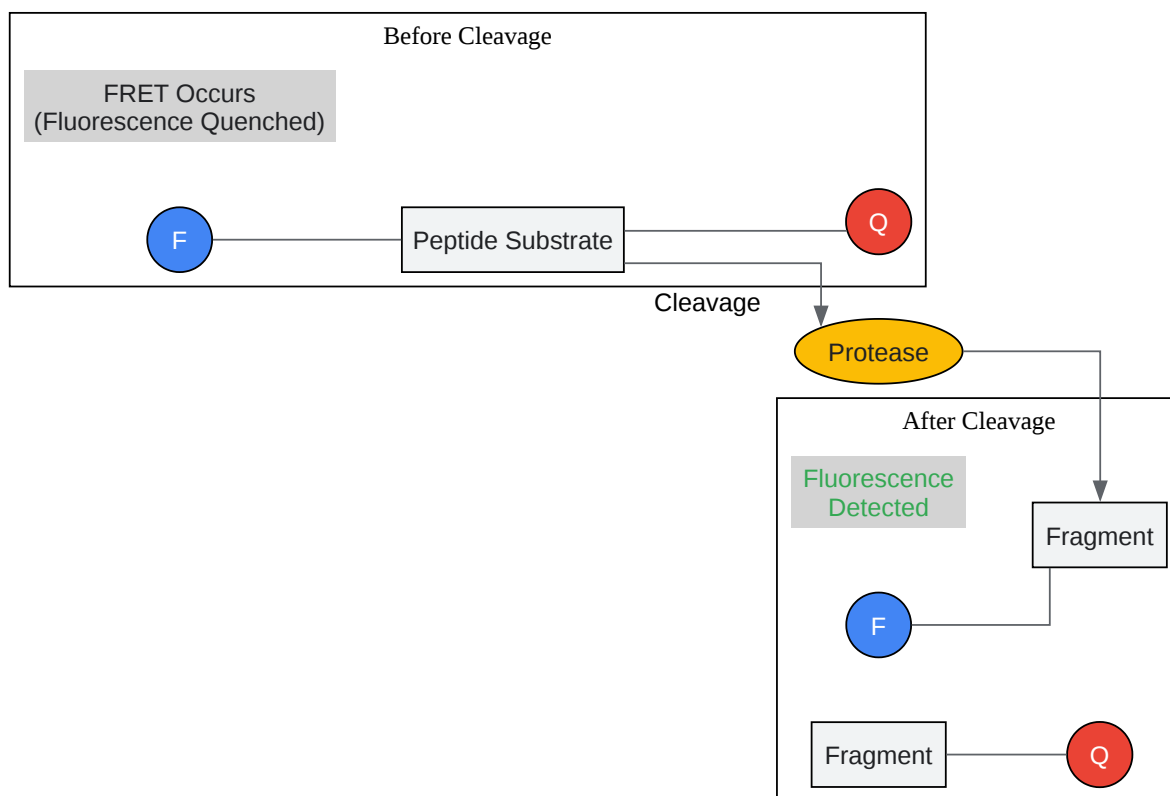 Before Cleavage
FRET Occurs
(Fluorescence Quenched)
F
Peptide Substrate
Q
Cleavage
Protease
After Cleavage
Fluorescence
Detected
Fragment
F
Fragment
Q